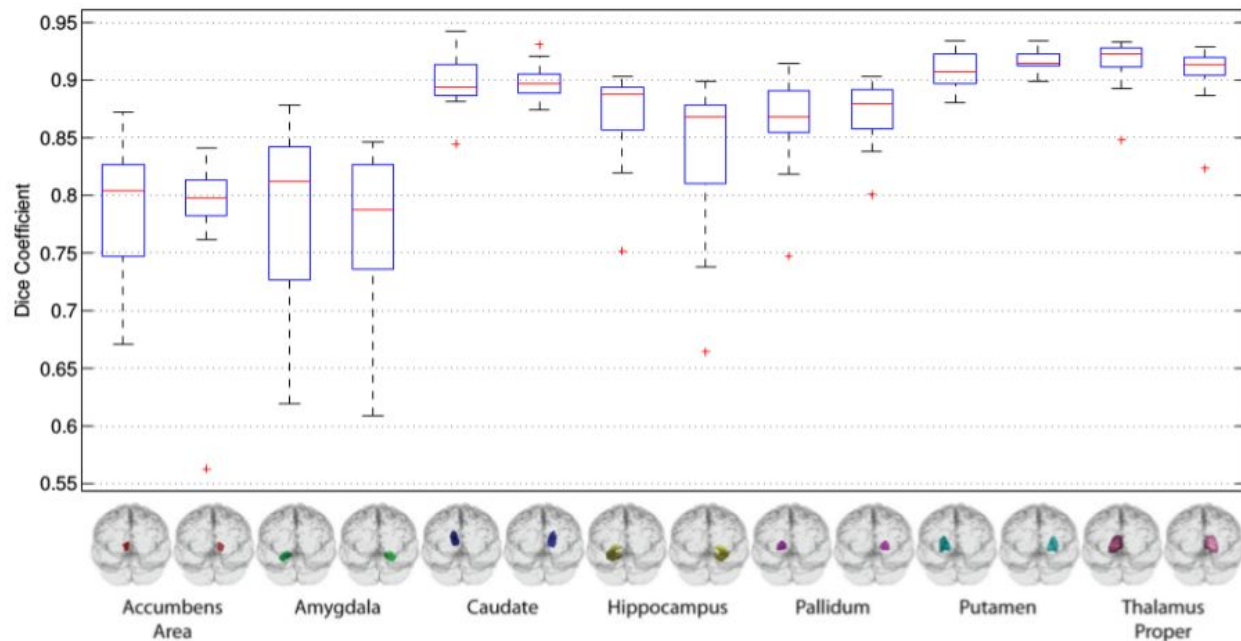 0.95
0.9
0.85
0.8
0.75
0.7
0.65
0.6
0.55
Dice Coefficient
Accumbens Area
Amygdala
Caudate
Hippocampus
Pallidum
Putamen
Thalamus Proper